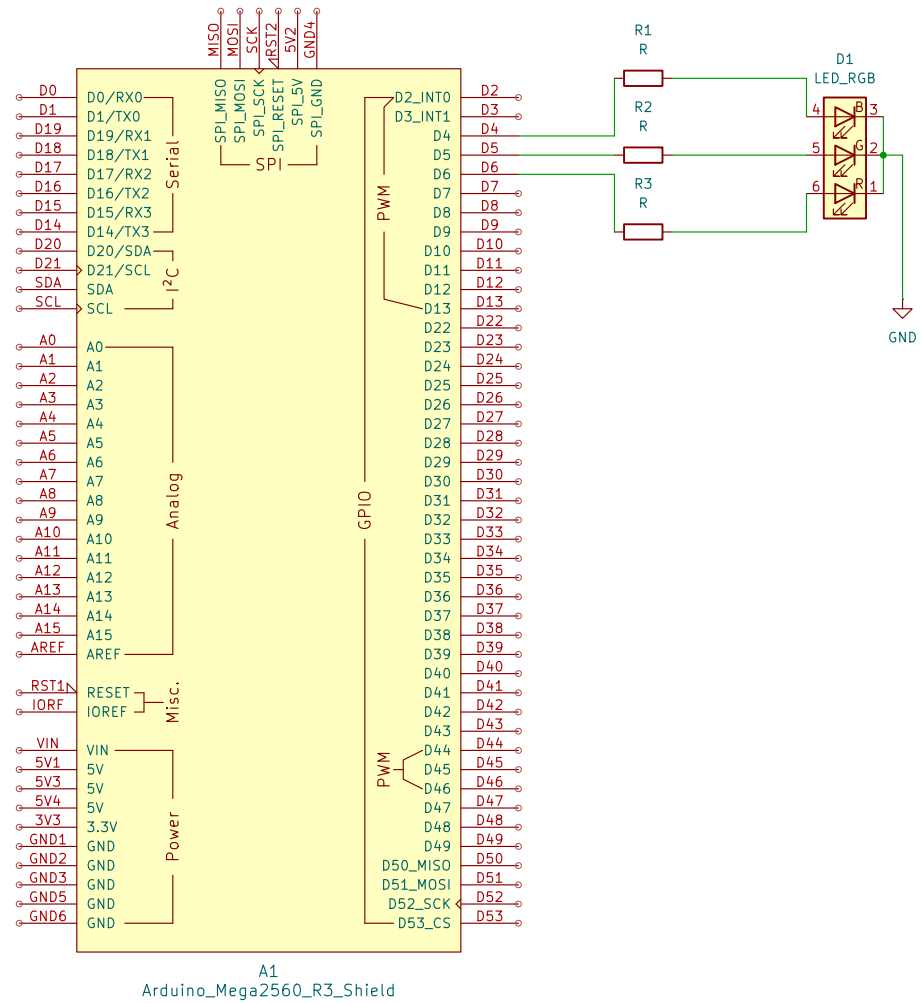 MISO MOSI SCK RST2 5V2 GND4
SPI_MISO SPI_MOSI SPI_SCK SPI_RESET SPI_5V SPI_GND
SPI
D0 D0/RX0
D1 D1/TX0
D19 D19/RX1
D18 D18/TX1
D17 D17/RX2
D16 D16/TX2
D15 D15/RX3
D14 D14/TX3
Serial
D20 D20/SDA
D21 D21/SCL
SDA SDA
SCL SCL
I²C
A0 A0
A1 A1
A2 A2
A3 A3
A4 A4
A5 A5
A6 A6
A7 A7
A8 A8
A9 A9
A10 A10
A11 A11
A12 A12
A13 A13
A14 A14
A15 A15
AREF AREF
Analog
RST1 RESET
IORF IOREF
Misc.
VIN VIN
5V1 5V
5V3 5V
5V4 5V
3V3 3.3V
GND1 GND
GND2 GND
GND3 GND
GND5 GND
GND6 GND
Power
D2_INT0 D2
D3_INT1 D3
D4 D4
D5 D5
D6 D6
D7 D7
D8 D8
D9 D9
D10 D10
D11 D11
D12 D12
D13 D13
PWM
D22 D22
D23 D23
D24 D24
D25 D25
D26 D26
D27 D27
D28 D28
D29 D29
D30 D30
D31 D31
D32 D32
D33 D33
D34 D34
D35 D35
D36 D36
D37 D37
D38 D38
D39 D39
D40 D40
D41 D41
D42 D42
D43 D43
D44 D44
D45 D45
D46 D46
PWM
D47 D47
D48 D48
D49 D49
D50_MISO D50
D51_MOSI D51
D52_SCK D52
D53_CS D53
GPIO
A1
Arduino_Mega2560_R3_Shield
R1
R
R2
R
R3
R
D1
LED_RGB
4 B 3
5 G 2
6 R 1
GND